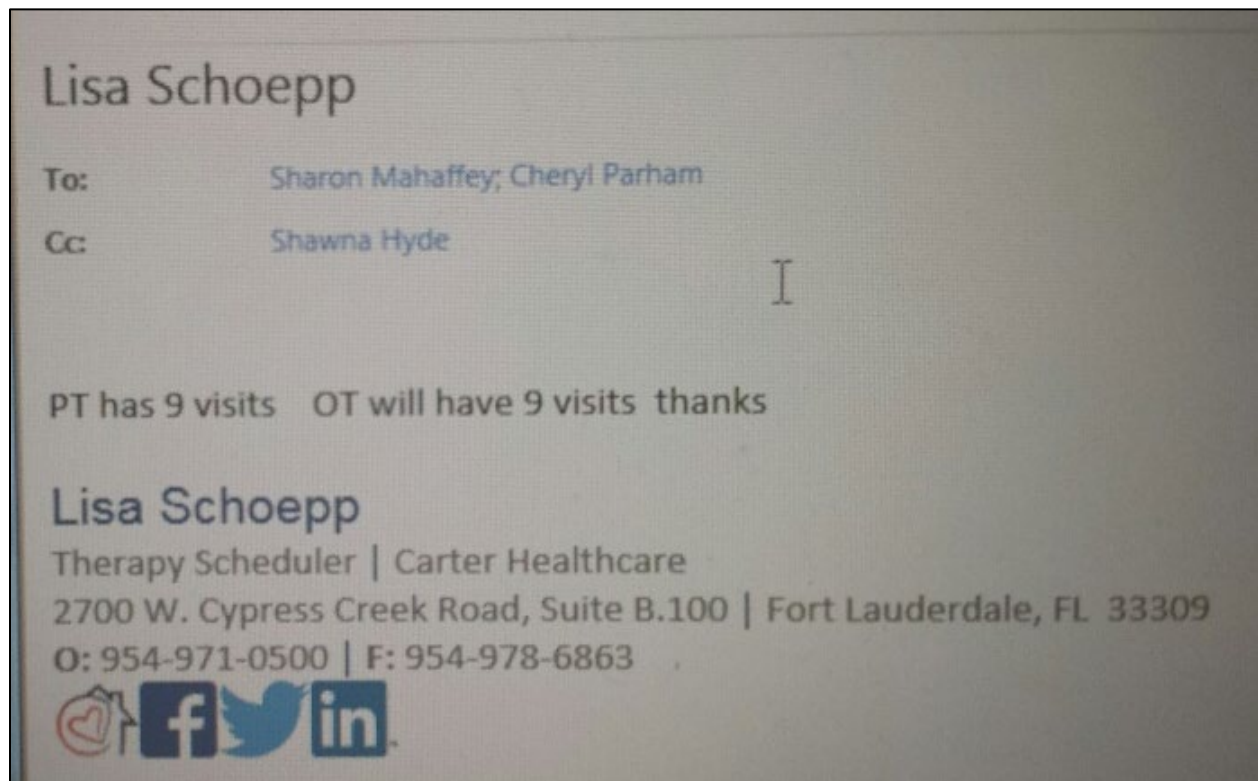 Lisa Schoepp
To: Sharon Mahaffey; Cheryl Parham
Cc: Shawna Hyde
PT has 9 visits OT will have 9 visits thanks
Lisa Schoepp
Therapy Scheduler | Carter Healthcare
2700 W. Cypress Creek Road, Suite B.100 | Fort Lauderdale, FL 33309
O: 954-971-0500 | F: 954-978-6863
f in